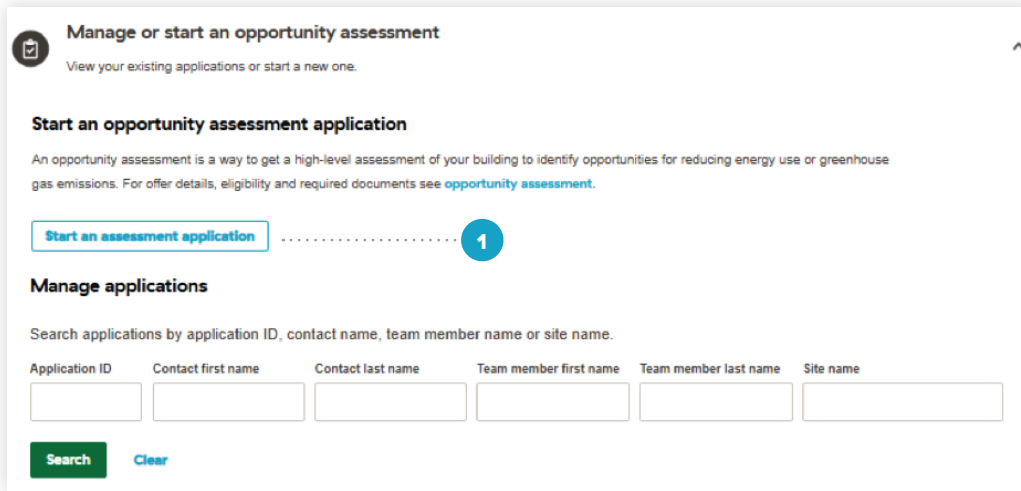 Manage or start an opportunity assessment
View your existing applications or start a new one.
Start an opportunity assessment application
An opportunity assessment is a way to get a high-level assessment of your building to identify opportunities for reducing energy use or greenhouse
gas emissions. For offer details, eligibility and required documents see opportunity assessment.
Start an assessment application
1
Manage applications
Search applications by application ID, contact name, team member name or site name.
Application ID Contact first name Contact last name Team member first name Team member last name Site name
Search Clear